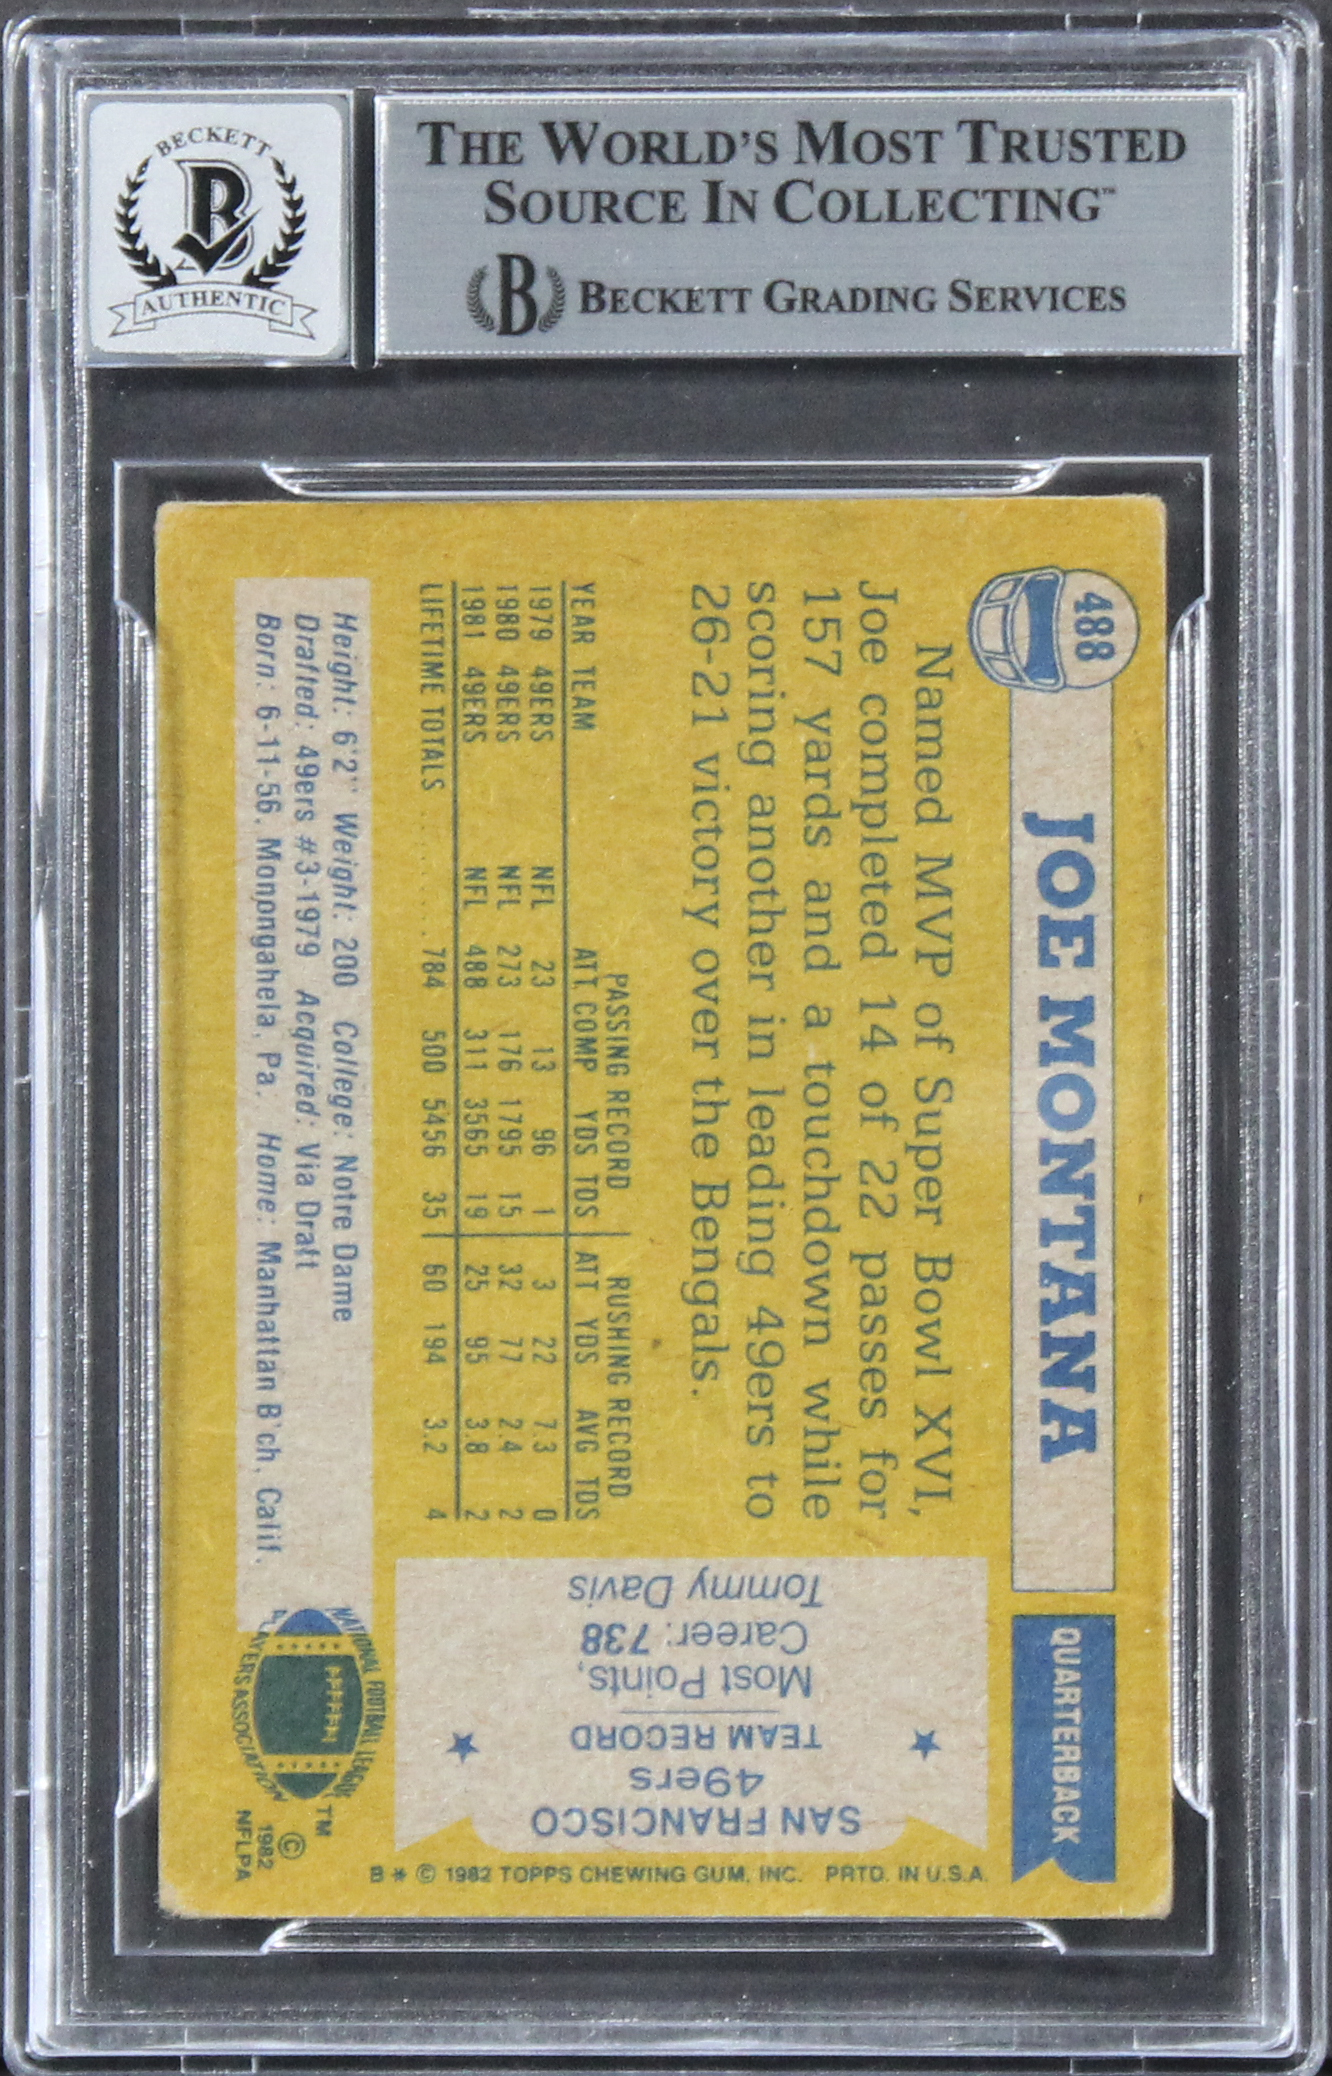 BECKETT
B
AUTHENTIC
THE WORLD'S MOST TRUSTED
SOURCE IN COLLECTING™
B BECKETT GRADING SERVICES
488
JOE MONTANA
QUARTERBACK
Named MVP of Super Bowl XVI,
Joe completed 14 of 22 passes for
157 yards and a touchdown while
scoring another in leading 49ers to
26-21 victory over the Bengals.
PASSING RECORD RUSHING RECORD
YEAR TEAM ATT COMP YDS TDS ATT YDS AVG TDS
1979 49ERS NFL 23 13 96 1 3 22 7.3 0
1980 49ERS NFL 273 176 1795 15 32 77 2.4 2
1981 49ERS NFL 488 311 3565 19 25 95 3.8 2
LIFETIME TOTALS ........ 784 500 5456 35 60 194 3.2 4
Height: 6'2" Weight: 200 College: Notre Dame
Drafted: 49ers #3-1979 Acquired: Via Draft
Born: 6-11-56, Monongahela, Pa. Home: Manhattan B'ch, Calif.
SAN FRANCISCO
49ers
TEAM RECORD
Most Points,
Career: 738
Tommy Davis
NATIONAL FOOTBALL LEAGUE
PLAYERS ASSOCIATION
TM
©
1982
NFLPA
B * © 1982 TOPPS CHEWING GUM, INC. PRTD. IN U.S.A.